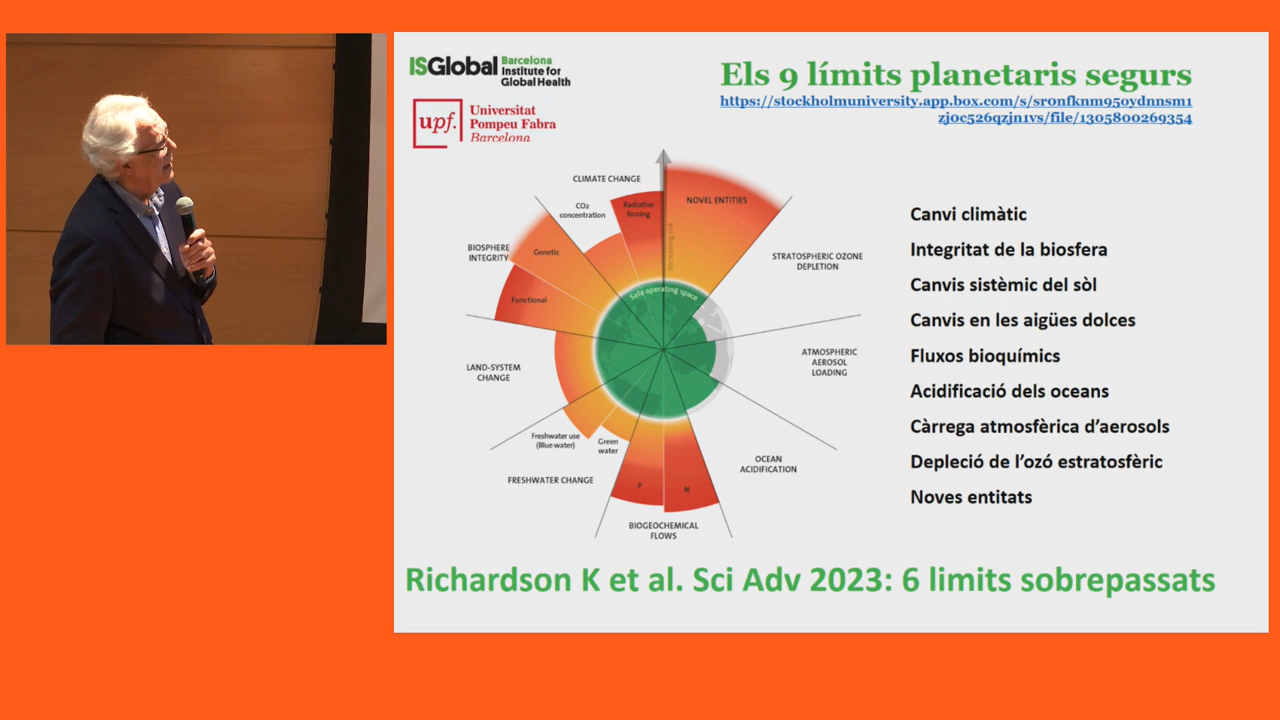 ISGlobal
Barcelona
Institute for
Global Health
upf.
Universitat
Pompeu Fabra
Barcelona
Els 9 límits planetaris segurs
https://stockholmuniversity.app.box.com/s/sronfknm950ydnnsm1
zj0c526qzjn1vs/file/1305800269354
CLIMATE CHANGE
CO2
concentration
Radiative
forcing
NOVEL ENTITIES
Increasing risk
BIOSPHERE
INTEGRITY
Genetic
Functional
STRATOSPHERIC OZONE
DEPLETION
Safe operating space
ATMOSPHERIC
AEROSOL
LOADING
LAND-SYSTEM
CHANGE
Freshwater use
(Blue water)
Green
water
FRESHWATER CHANGE
OCEAN
ACIDIFICATION
P
N
BIOGEOCHEMICAL
FLOWS
Canvi climàtic
Integritat de la biosfera
Canvis sistèmic del sòl
Canvis en les aigües dolces
Fluxos bioquímics
Acidificació dels oceans
Càrrega atmosfèrica d’aerosols
Depleció de l’ozó estratosfèric
Noves entitats
Richardson K et al. Sci Adv 2023: 6 limits sobrepassats